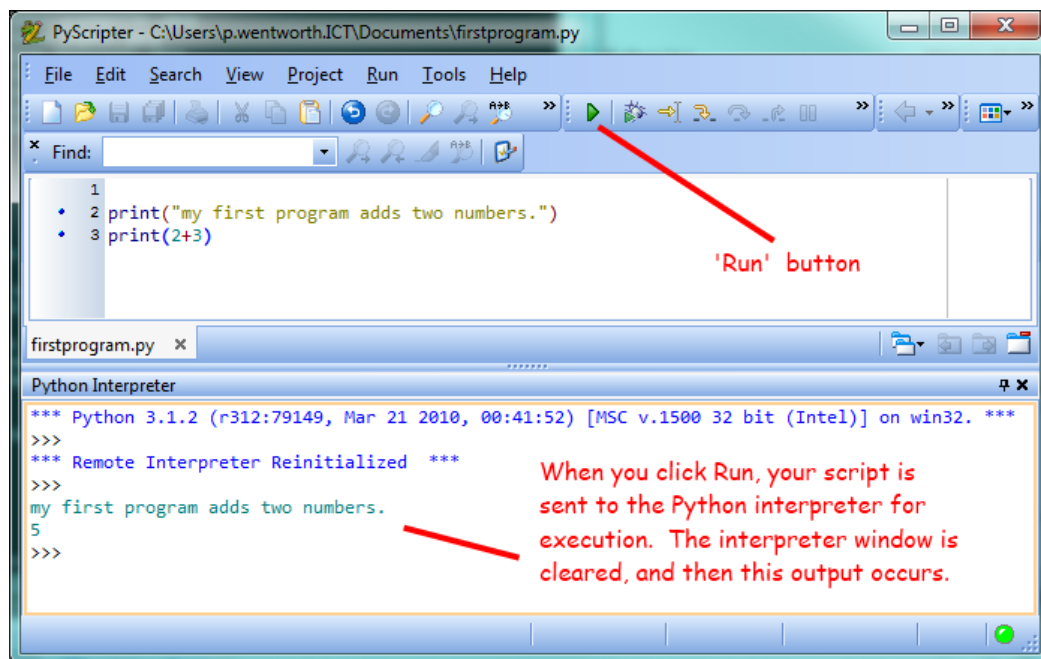 PyScripter - C:\Users\p.wentworth.ICT\Documents\firstprogram.py
File Edit Search View Project Run Tools Help
Find:
1
2 print("my first program adds two numbers.")
3 print(2+3)
'Run' button
firstprogram.py
Python Interpreter
*** Python 3.1.2 (r312:79149, Mar 21 2010, 00:41:52) [MSC v.1500 32 bit (Intel)] on win32. ***
>>>
*** Remote Interpreter Reinitialized ***
>>>
my first program adds two numbers.
5
>>>
When you click Run, your script is
sent to the Python interpreter for
execution. The interpreter window is
cleared, and then this output occurs.